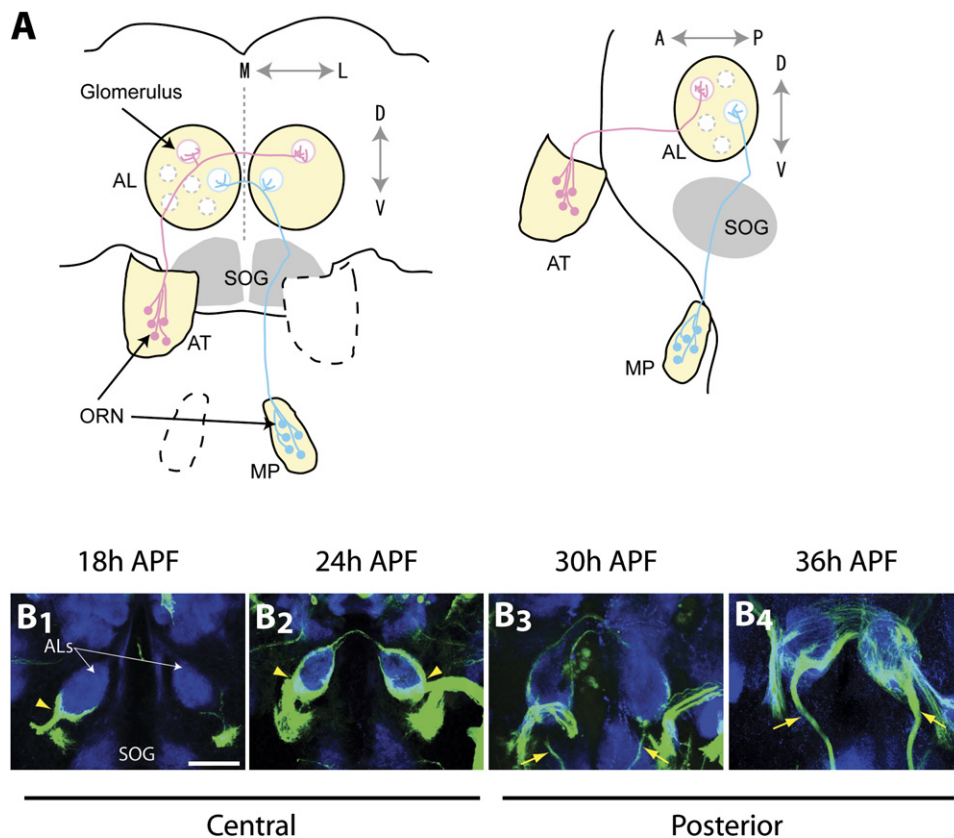 A
M L
Glomerulus
D
AL
V
SOG
AT
ORN
MP
A P
D
AL
V
SOG
AT
MP
18h APF 24h APF 30h APF 36h APF
B1 B2 B3 B4
ALs
SOG
Central Posterior